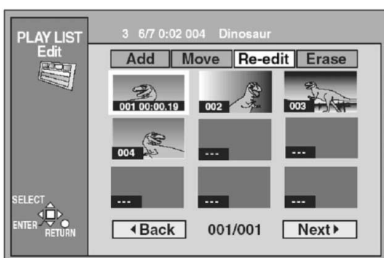 PLAY LIST
Edit
3 6/7 0:02 004 Dinosaur
Add Move Re-edit Erase
001 00:00.19 002 003
004 --- ---
--- --- ---
SELECT
ENTER RETURN
Back 001/001 Next